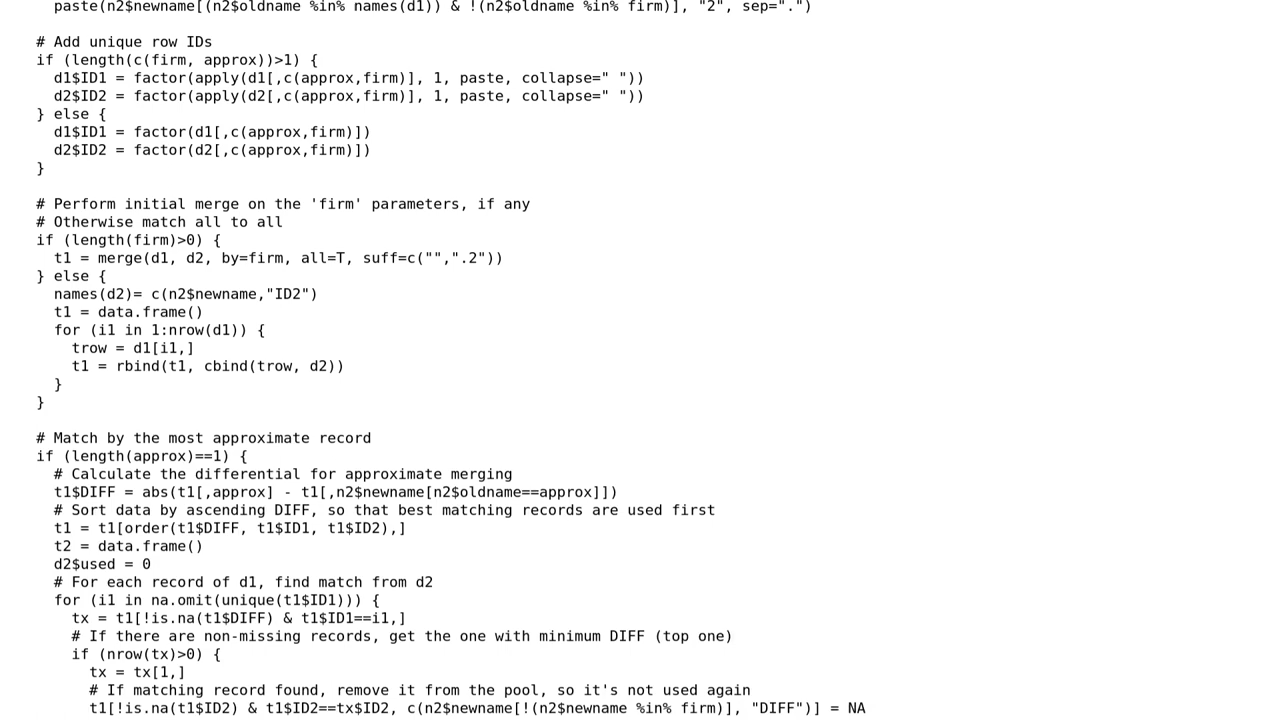 paste(n2$newname[(n2$oldname %in% names(d1)) & !(n2$oldname %in% firm)], "2", sep=".")
# Add unique row IDs
if (length(c(firm, approx))>1) {
d1$ID1 = factor(apply(d1[,c(approx,firm)], 1, paste, collapse=" "))
d2$ID2 = factor(apply(d2[,c(approx,firm)], 1, paste, collapse=" "))
} else {
d1$ID1 = factor(d1[,c(approx,firm)])
d2$ID2 = factor(d2[,c(approx,firm)])
}
# Perform initial merge on the 'firm' parameters, if any
# Otherwise match all to all
if (length(firm)>0) {
t1 = merge(d1, d2, by=firm, all=T, suff=c("",".2"))
} else {
names(d2)= c(n2$newname,"ID2")
t1 = data.frame()
for (i1 in 1:nrow(d1)) {
trow = d1[i1,]
t1 = rbind(t1, cbind(trow, d2))
}
}
# Match by the most approximate record
if (length(approx)==1) {
# Calculate the differential for approximate merging
t1$DIFF = abs(t1[,approx] - t1[,n2$newname[n2$oldname==approx]])
# Sort data by ascending DIFF, so that best matching records are used first
t1 = t1[order(t1$DIFF, t1$ID1, t1$ID2),]
t2 = data.frame()
d2$used = 0
# For each record of d1, find match from d2
for (i1 in na.omit(unique(t1$ID1))) {
tx = t1[!is.na(t1$DIFF) & t1$ID1==i1,]
# If there are non-missing records, get the one with minimum DIFF (top one)
if (nrow(tx)>0) {
tx = tx[1,]
# If matching record found, remove it from the pool, so it's not used again
t1[!is.na(t1$ID2) & t1$ID2==tx$ID2, c(n2$newname[!(n2$newname %in% firm)], "DIFF")] = NA